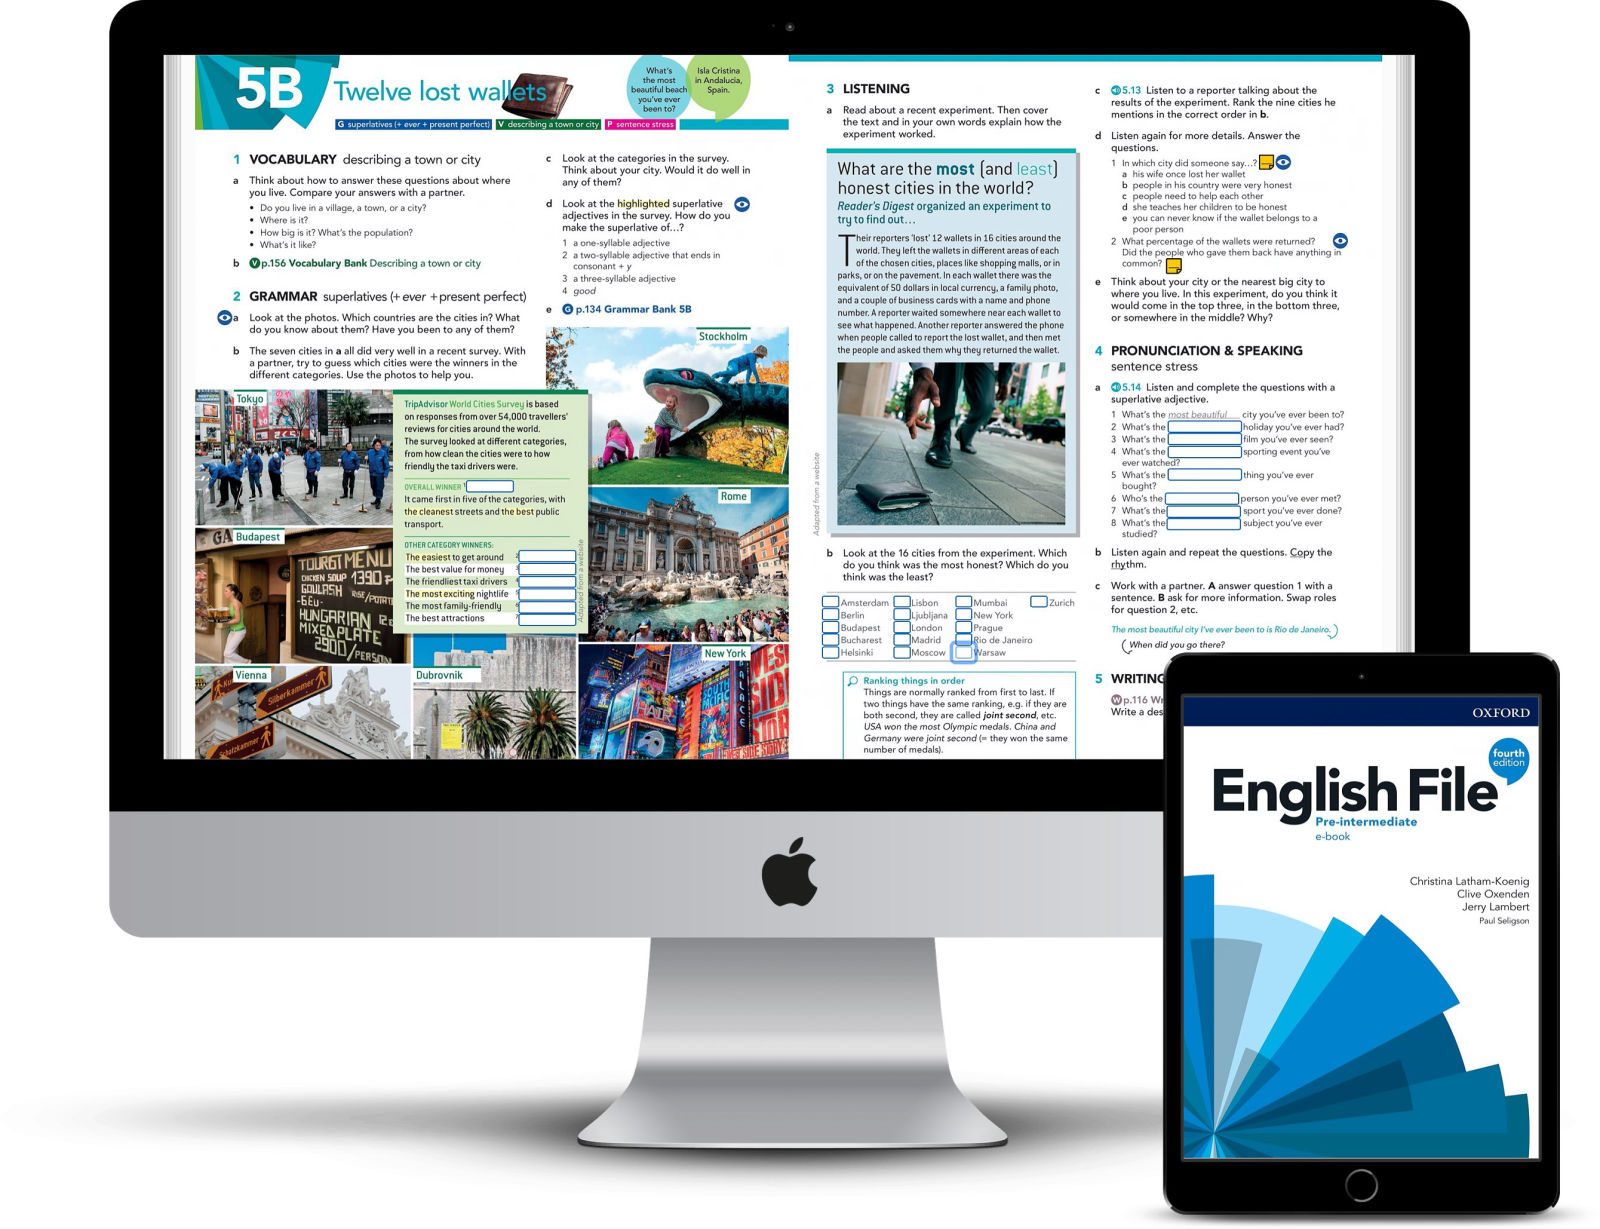 5B
Twelve lost wallets
What's
the most
beautiful beach
you've ever
been to?
Isla Cristina
in Andalucia,
Spain.
G superlatives (+ ever + present perfect)
V describing a town or city
P sentence stress
1 VOCABULARY describing a town or city
a Think about how to answer these questions about where
you live. Compare your answers with a partner.
• Do you live in a village, a town, or a city?
• Where is it?
• How big is it? What's the population?
• What's it like?
b V p.156 Vocabulary Bank Describing a town or city
2 GRAMMAR superlatives (+ ever + present perfect)
a Look at the photos. Which countries are the cities in? What
do you know about them? Have you been to any of them?
b The seven cities in a all did very well in a recent survey. With
a partner, try to guess which cities were the winners in the
different categories. Use the photos to help you.
c Look at the categories in the survey.
Think about your city. Would it do well in
any of them?
d Look at the highlighted superlative
adjectives in the survey. How do you
make the superlative of...?
1 a one-syllable adjective
2 a two-syllable adjective that ends in
consonant + y
3 a three-syllable adjective
4 good
e G p.134 Grammar Bank 5B
Stockholm
Tokyo
TripAdvisor World Cities Survey is based
on responses from over 54,000 travellers'
reviews for cities around the world.
The survey looked at different categories,
from how clean the cities were to how
friendly the taxi drivers were.
OVERALL WINNER 1
It came first in five of the categories, with
the cleanest streets and the best public
transport.
OTHER CATEGORY WINNERS:
The easiest to get around 2
The best value for money 3
The friendliest taxi drivers 4
The most exciting nightlife 5
The most family-friendly 6
The best attractions 7
Adapted from a website
Rome
Budapest
GA
TOURIST MENU
CHICKEN SOUP 1390
GOULASH RISE/POTATO
HUNGARIAN
MIXED PLATE
2900/PERSON
Vienna
Silberkammer
Schatzkammer
Dubrovnik
New York
HAIR
SOUTH PACIFIC
PALACE
WEST SIDE STORY
3 LISTENING
a Read about a recent experiment. Then cover
the text and in your own words explain how the
experiment worked.
What are the most (and least)
honest cities in the world?
Reader's Digest organized an experiment to
try to find out...
Their reporters 'lost' 12 wallets in 16 cities around the
world. They left the wallets in different areas of each
of the chosen cities, places like shopping malls, or in
parks, or on the pavement. In each wallet there was the
equivalent of 50 dollars in local currency, a family photo,
and a couple of business cards with a name and phone
number. A reporter waited somewhere near each wallet to
see what happened. Another reporter answered the phone
when people called to report the lost wallet, and then met
the people and asked them why they returned the wallet.
Adapted from a website
b Look at the 16 cities from the experiment. Which
do you think was the most honest? Which do you
think was the least?
Amsterdam Lisbon Mumbai Zurich
Berlin Ljubljana New York
Budapest London Prague
Bucharest Madrid Rio de Janeiro
Helsinki Moscow Warsaw
Ranking things in order
Things are normally ranked from first to last. If
two things have the same ranking, e.g. if they are
both second, they are called joint second, etc.
USA won the most Olympic medals. China and
Germany were joint second (= they won the same
number of medals).
c 5.13 Listen to a reporter talking about the
results of the experiment. Rank the nine cities he
mentions in the correct order in b.
d Listen again for more details. Answer the
questions.
1 In which city did someone say...?
a his wife once lost her wallet
b people in his country were very honest
c people need to help each other
d she teaches her children to be honest
e you can never know if the wallet belongs to a
poor person
2 What percentage of the wallets were returned?
Did the people who gave them back have anything in
common?
e Think about your city or the nearest big city to
where you live. In this experiment, do you think it
would come in the top three, in the bottom three,
or somewhere in the middle? Why?
4 PRONUNCIATION & SPEAKING
sentence stress
a 5.14 Listen and complete the questions with a
superlative adjective.
1 What's the most beautiful city you've ever been to?
2 What's the holiday you've ever had?
3 What's the film you've ever seen?
4 What's the sporting event you've
ever watched?
5 What's the thing you've ever
bought?
6 Who's the person you've ever met?
7 What's the sport you've ever done?
8 What's the subject you've ever
studied?
b Listen again and repeat the questions. Copy the
rhythm.
c Work with a partner. A answer question 1 with a
sentence. B ask for more information. Swap roles
for question 2, etc.
The most beautiful city I've ever been to is Rio de Janeiro.
When did you go there?
5 WRITING
W p.116 Wr
Write a des
OXFORD
fourth
edition
English File
Pre-intermediate
e-book
Christina Latham-Koenig
Clive Oxenden
Jerry Lambert
Paul Seligson